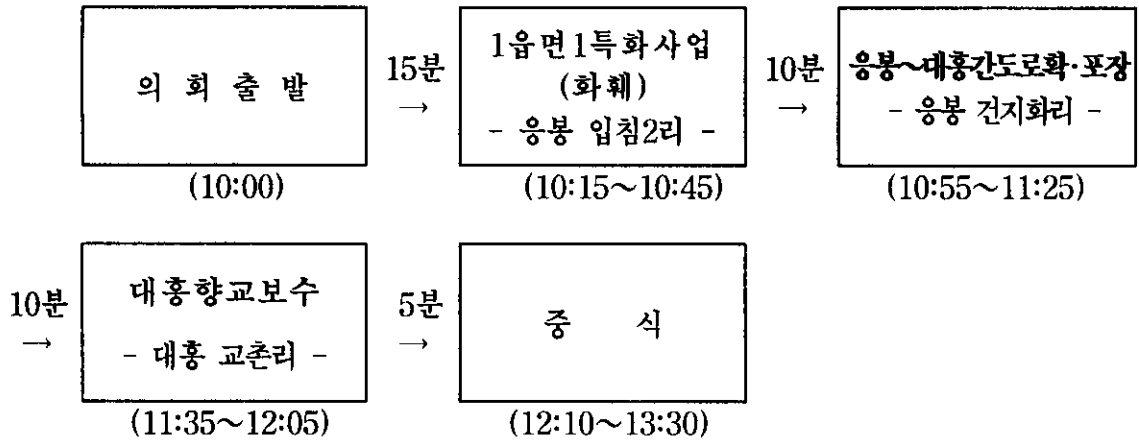 의 회 출 발
(10:00)
15분
→
1읍면1특화사업
(화훼)
- 응봉 입침2리 -
(10:15~10:45)
10분
→
응봉~대흥간도로확·포장
- 응봉 건지화리 -
(10:55~11:25)
10분
→
대흥향교보수
- 대흥 교촌리 -
(11:35~12:05)
5분
→
중 식
(12:10~13:30)